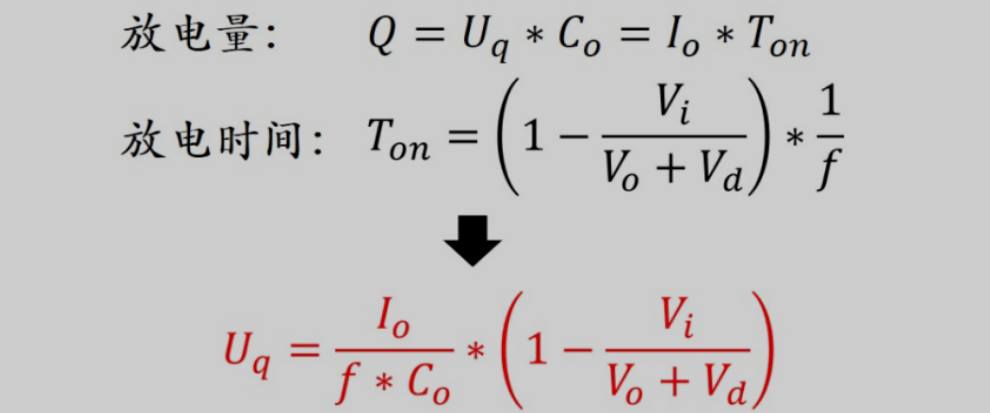 放电量: Q = U_q * C_o = I_o * T_on
放电时间: T_on = (1 − V_i / (V_o + V_d)) * 1/f
U_q = I_o / (f * C_o) * (1 − V_i / (V_o + V_d))